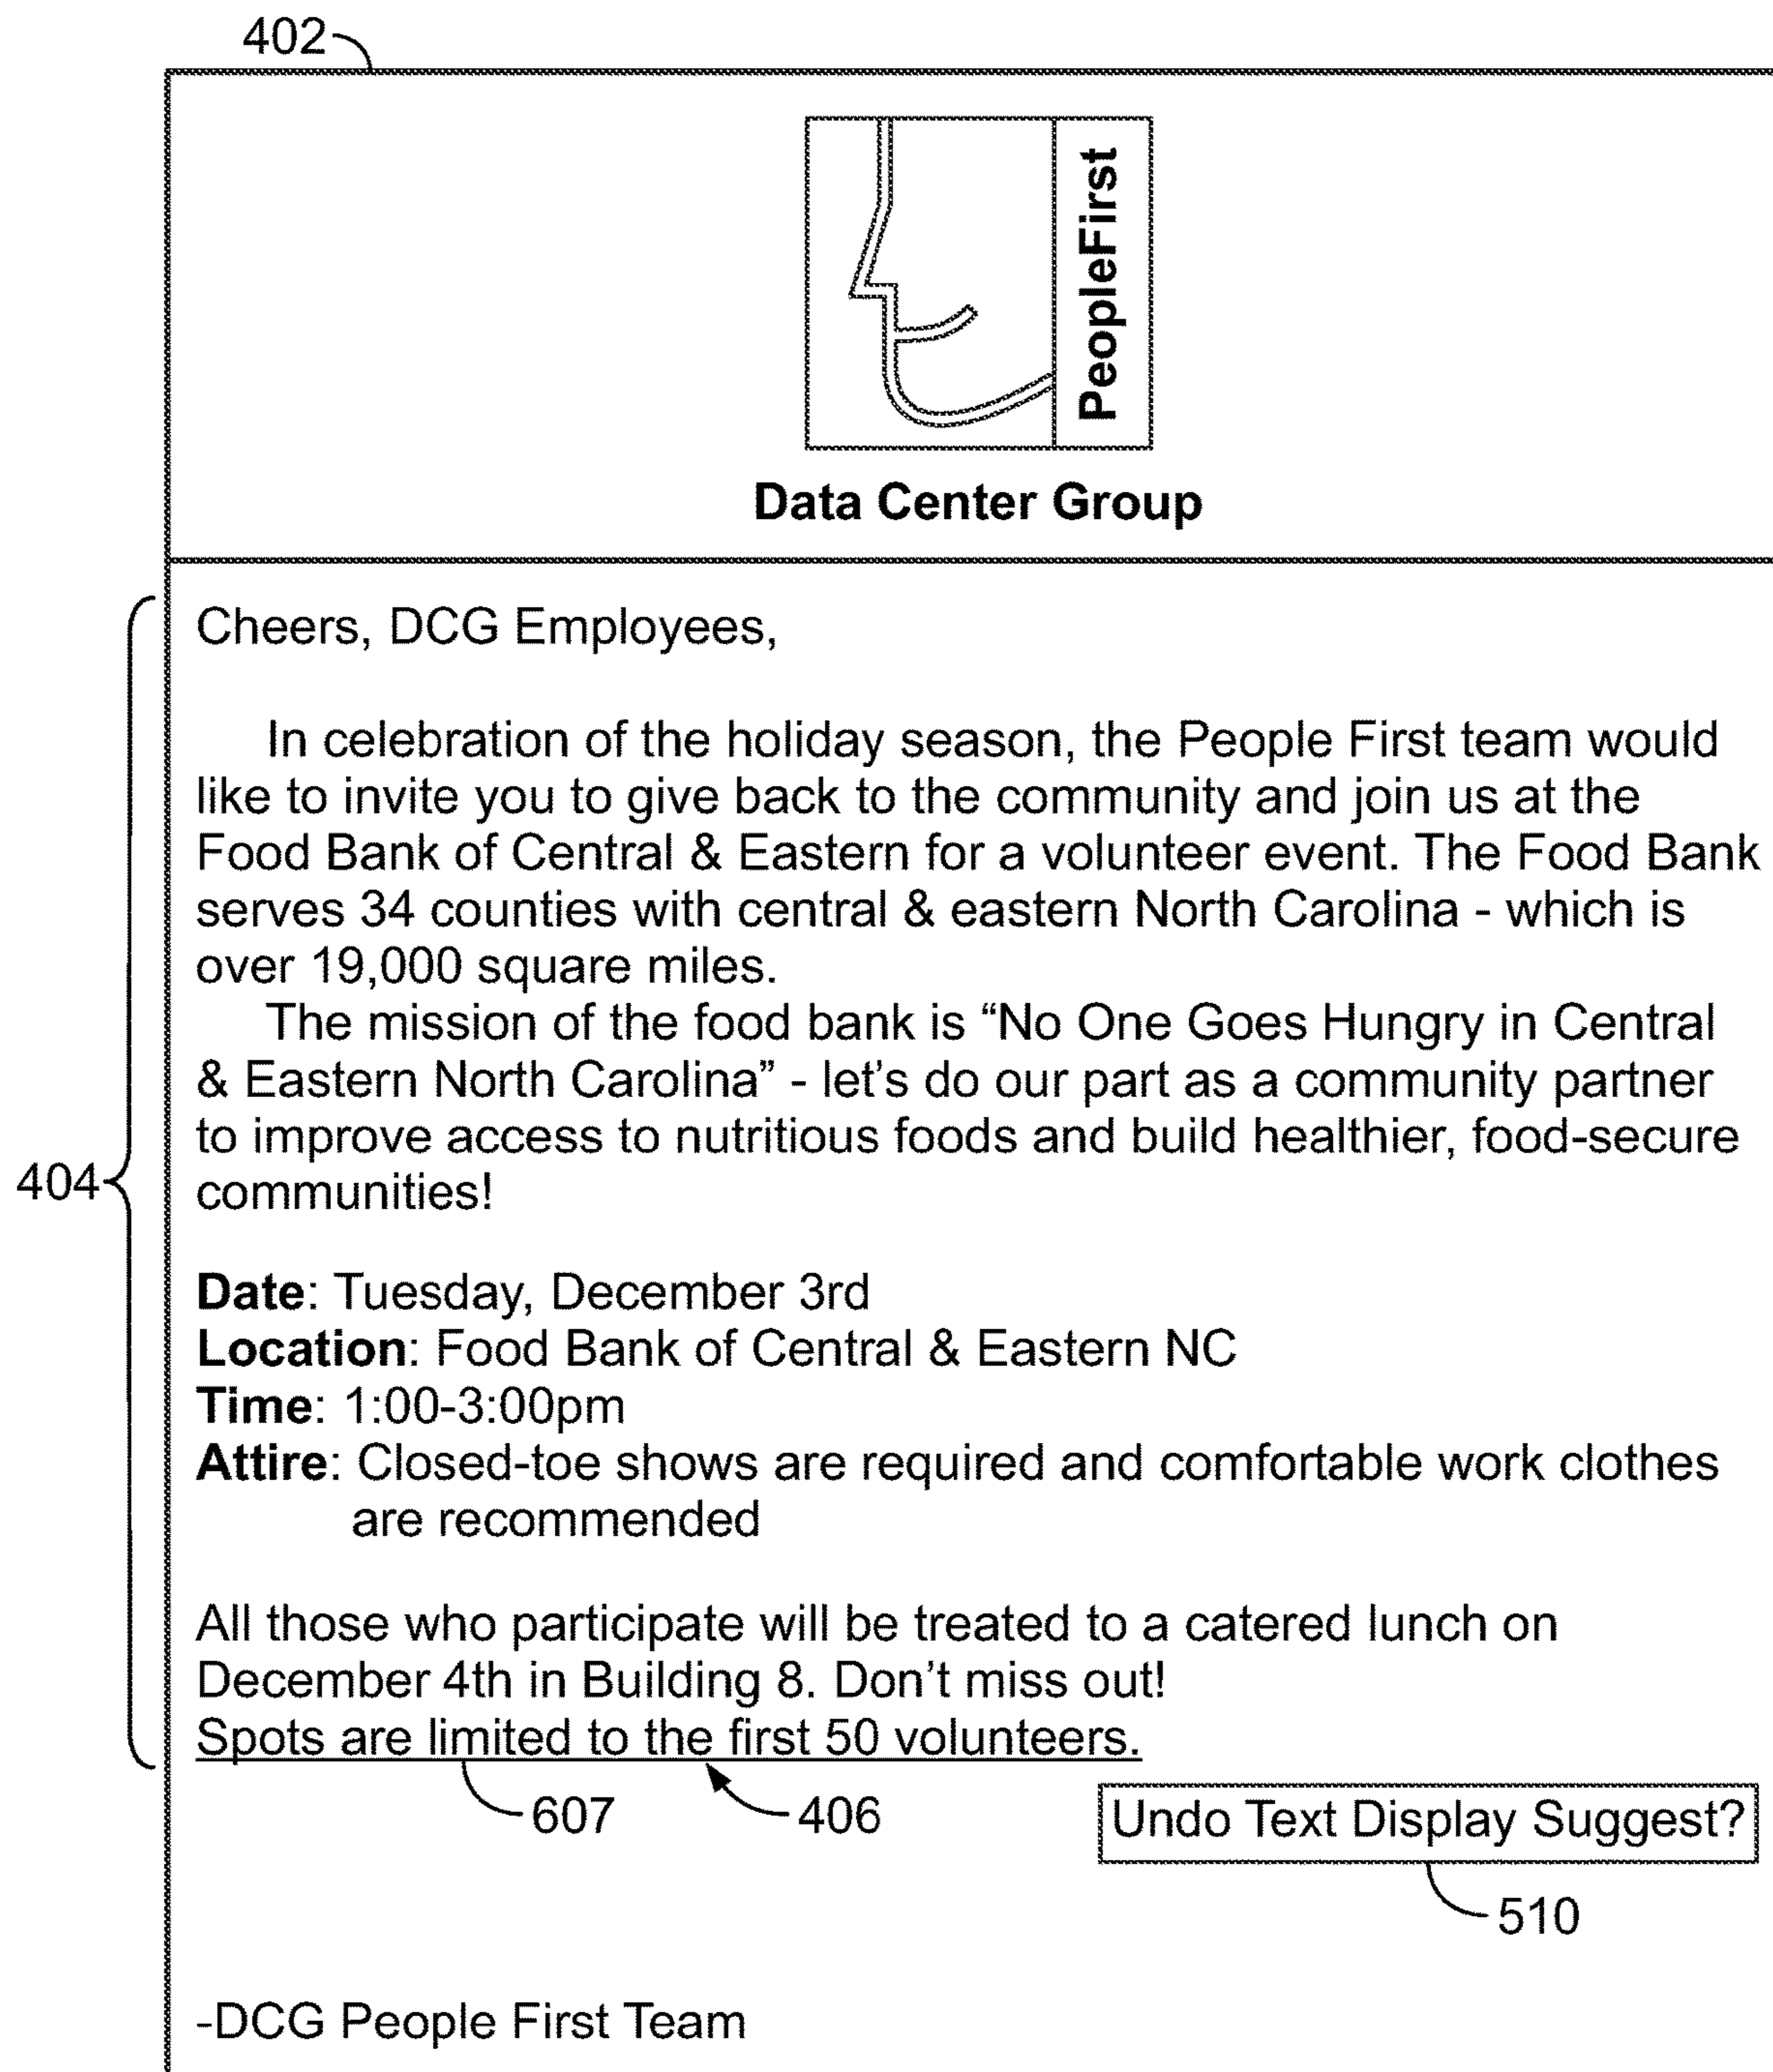 402
PeopleFirst
Data Center Group
Cheers, DCG Employees,
In celebration of the holiday season, the People First team would
like to invite you to give back to the community and join us at the
Food Bank of Central & Eastern for a volunteer event. The Food Bank
serves 34 counties with central & eastern North Carolina - which is
over 19,000 square miles.
The mission of the food bank is “No One Goes Hungry in Central
& Eastern North Carolina” - let’s do our part as a community partner
to improve access to nutritious foods and build healthier, food-secure
404
communities!
Date: Tuesday, December 3rd
Location: Food Bank of Central & Eastern NC
Time: 1:00-3:00pm
Attire: Closed-toe shows are required and comfortable work clothes
are recommended
All those who participate will be treated to a catered lunch on
December 4th in Building 8. Don’t miss out!
Spots are limited to the first 50 volunteers.
607
406
Undo Text Display Suggest?
510
-DCG People First Team